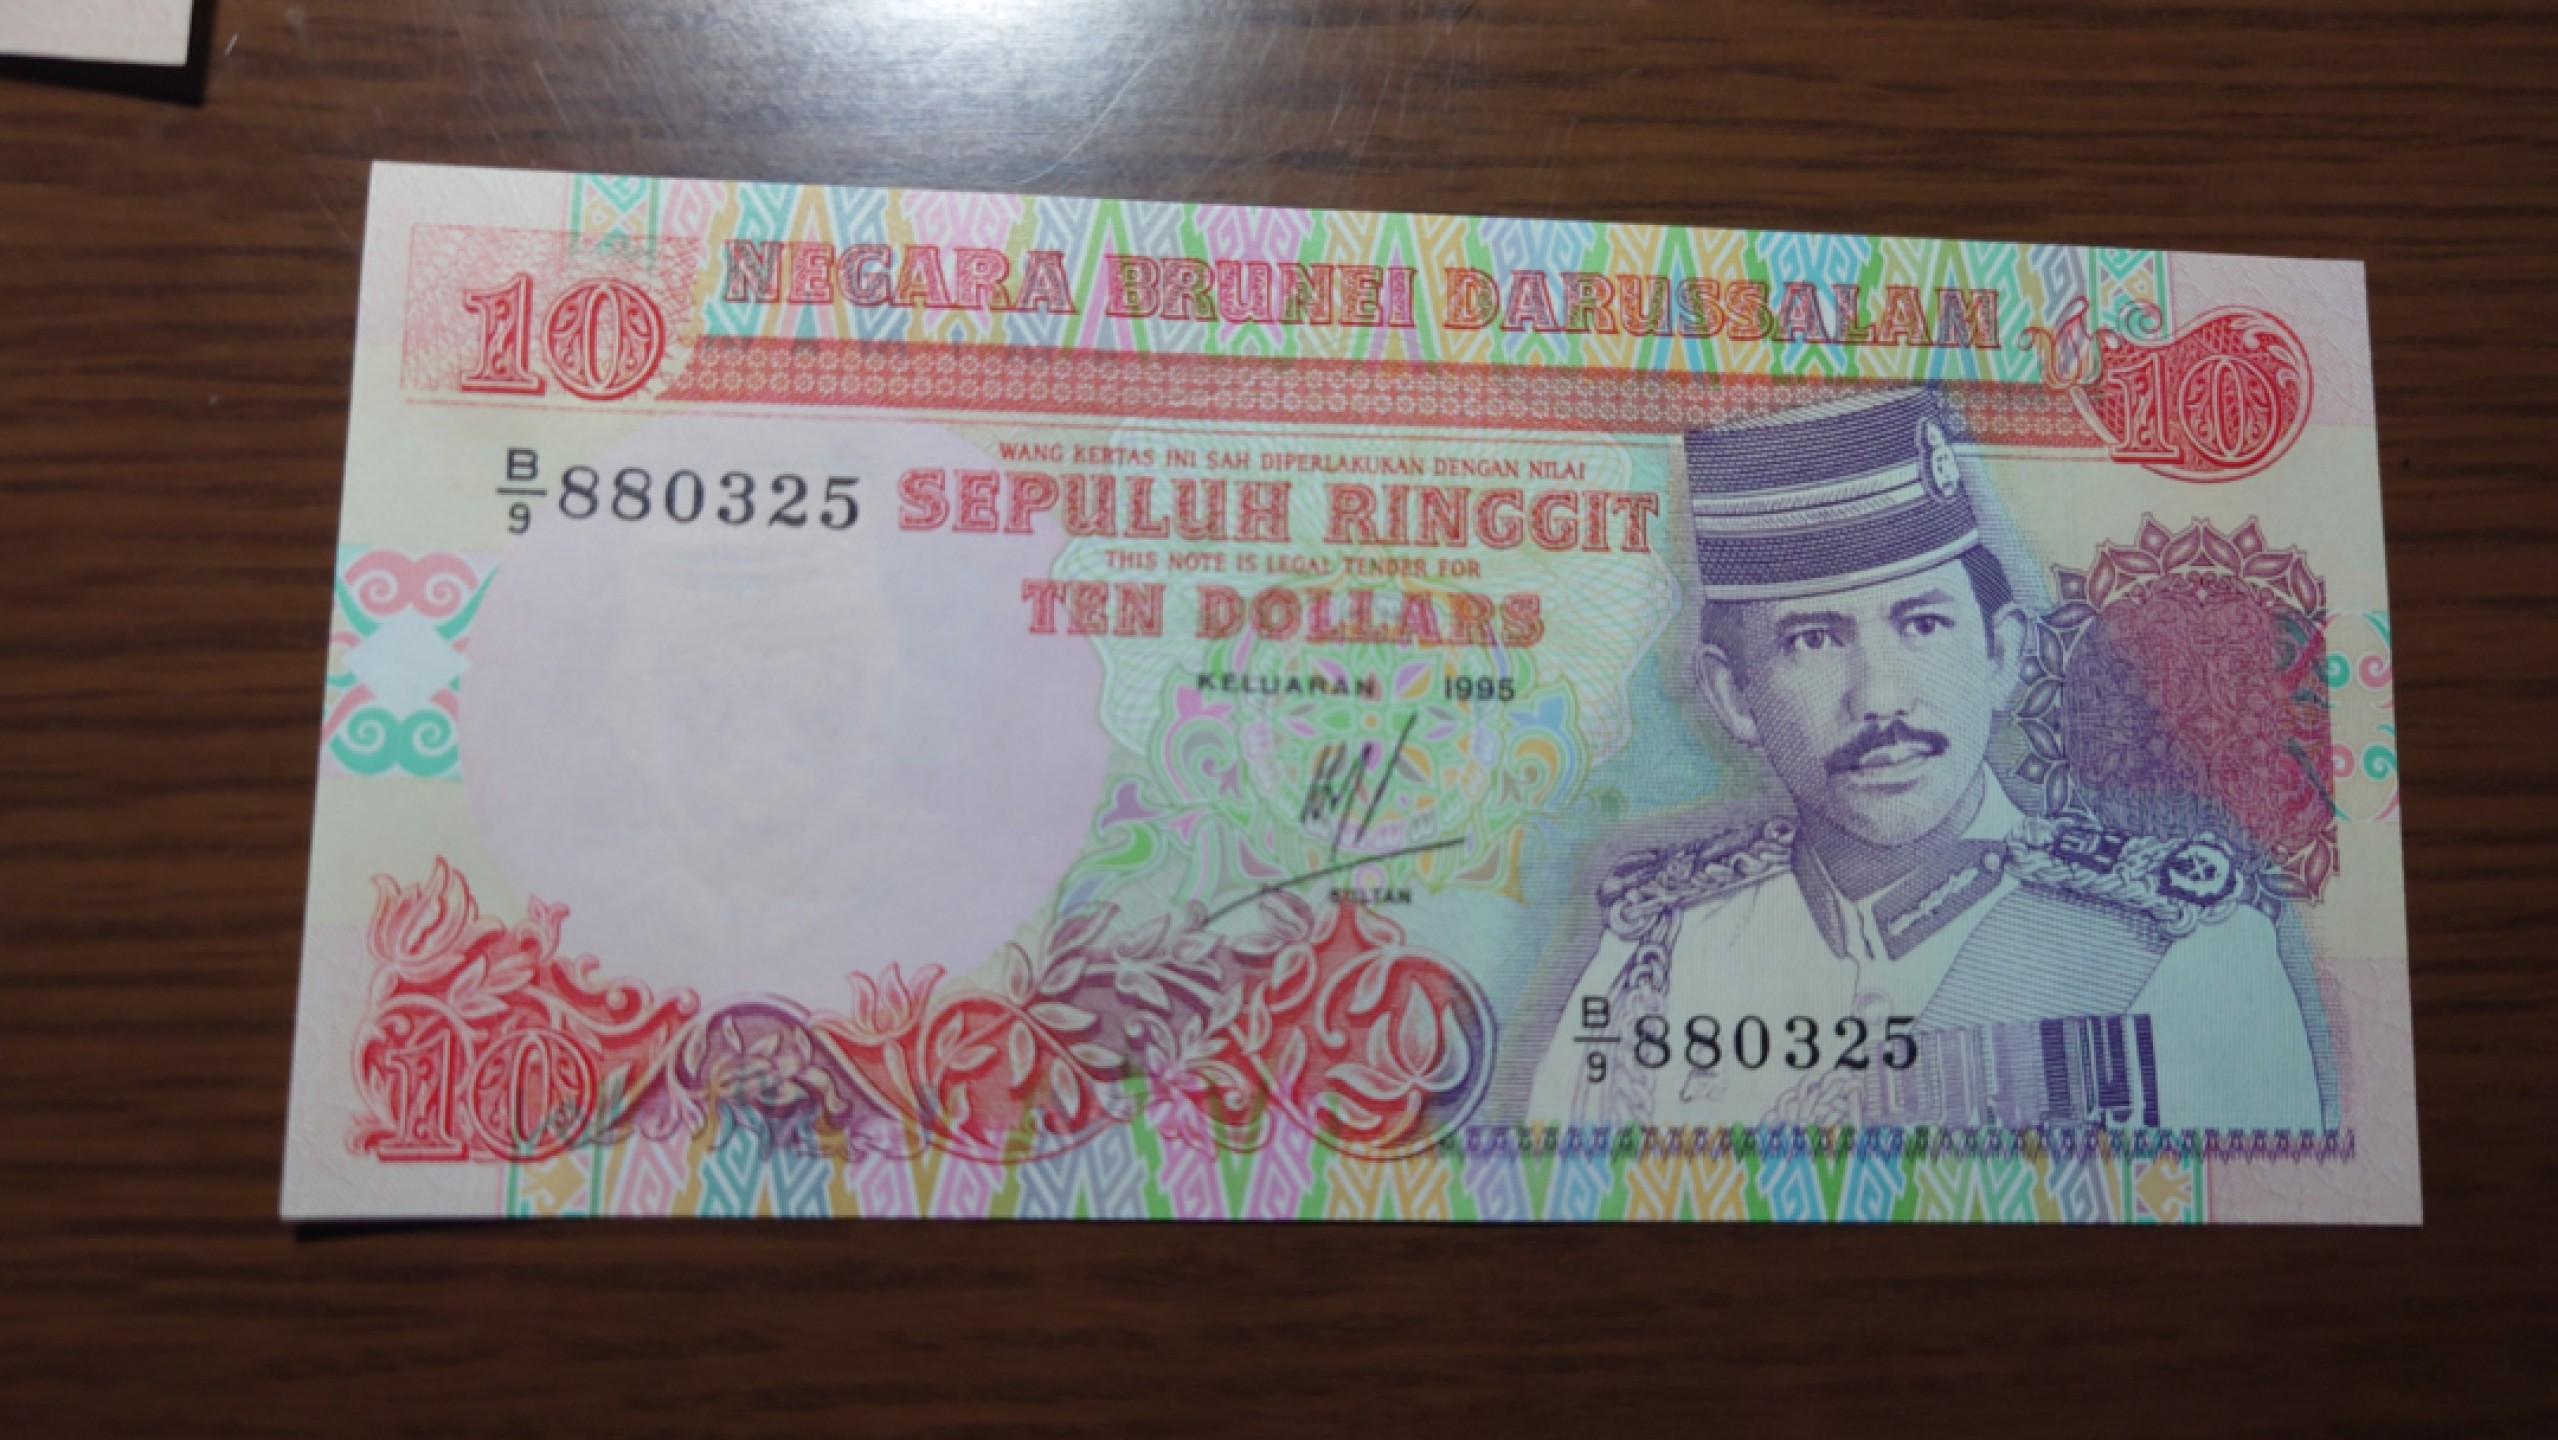 10
NEGARA BRUNEI DARUSSALAM
10
B/9 880325
WANG KERTAS INI SAH DIPERLAKUKAN DENGAN NILAI
SEPULUH RINGGIT
THIS NOTE IS LEGAL TENDER FOR
TEN DOLLARS
KELUARAN 1995
SULTAN
10
B/9 880325